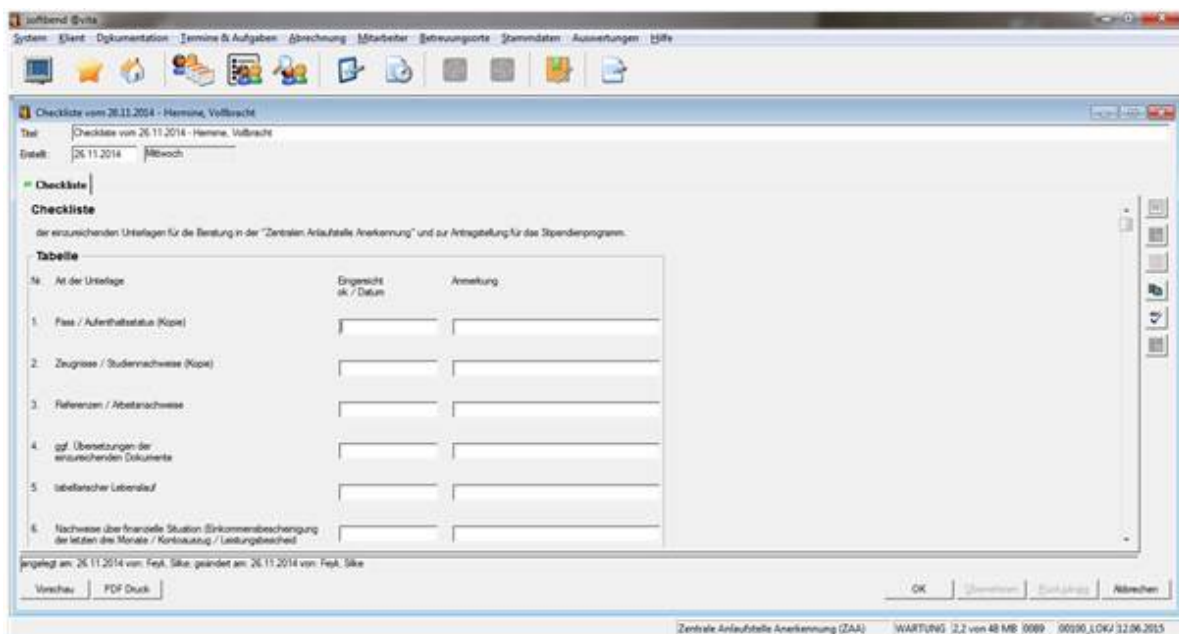 softbend @vita
System Klient Dokumentation Termine & Aufgaben Abrechnung Mitarbeiter Betreuungsorte Stammdaten Auswertungen Hilfe
Checkliste vom 26.11.2014 - Hermine, Vollbracht
Titel: Checkliste vom 26.11.2014 - Hermine, Vollbracht
Erstellt: 26.11.2014 Mittwoch
Checkliste
Checkliste
der einzureichenden Unterlagen für die Beratung in der "Zentralen Anlaufstelle Anerkennung" und zur Antragstellung für das Stipendienprogramm.
Tabelle
Nr. Art der Unterlage Eingereicht Anmerkung
ok / Datum
1. Pass / Aufenthaltsstatus (Kopie)
2. Zeugnisse / Studiennachweise (Kopie)
3. Referenzen / Arbeitsnachweise
4. ggf. Übersetzungen der
einzureichenden Dokumente
5. tabellarischer Lebenslauf
6. Nachweise über finanzielle Situation (Einkommensbescheinigung
der letzten drei Monate / Kontoauszug / Leistungsbescheid
angelegt am: 26.11.2014 von: Feyk, Silke; geändert am: 26.11.2014 von: Feyk, Silke
Vorschau PDF Druck OK Übernehmen Rückgängig Abbrechen
Zentrale Anlaufstelle Anerkennung (ZAA) WARTUNG 2,2 von 48 MB 0089 00100_LOKA 12.06.2015